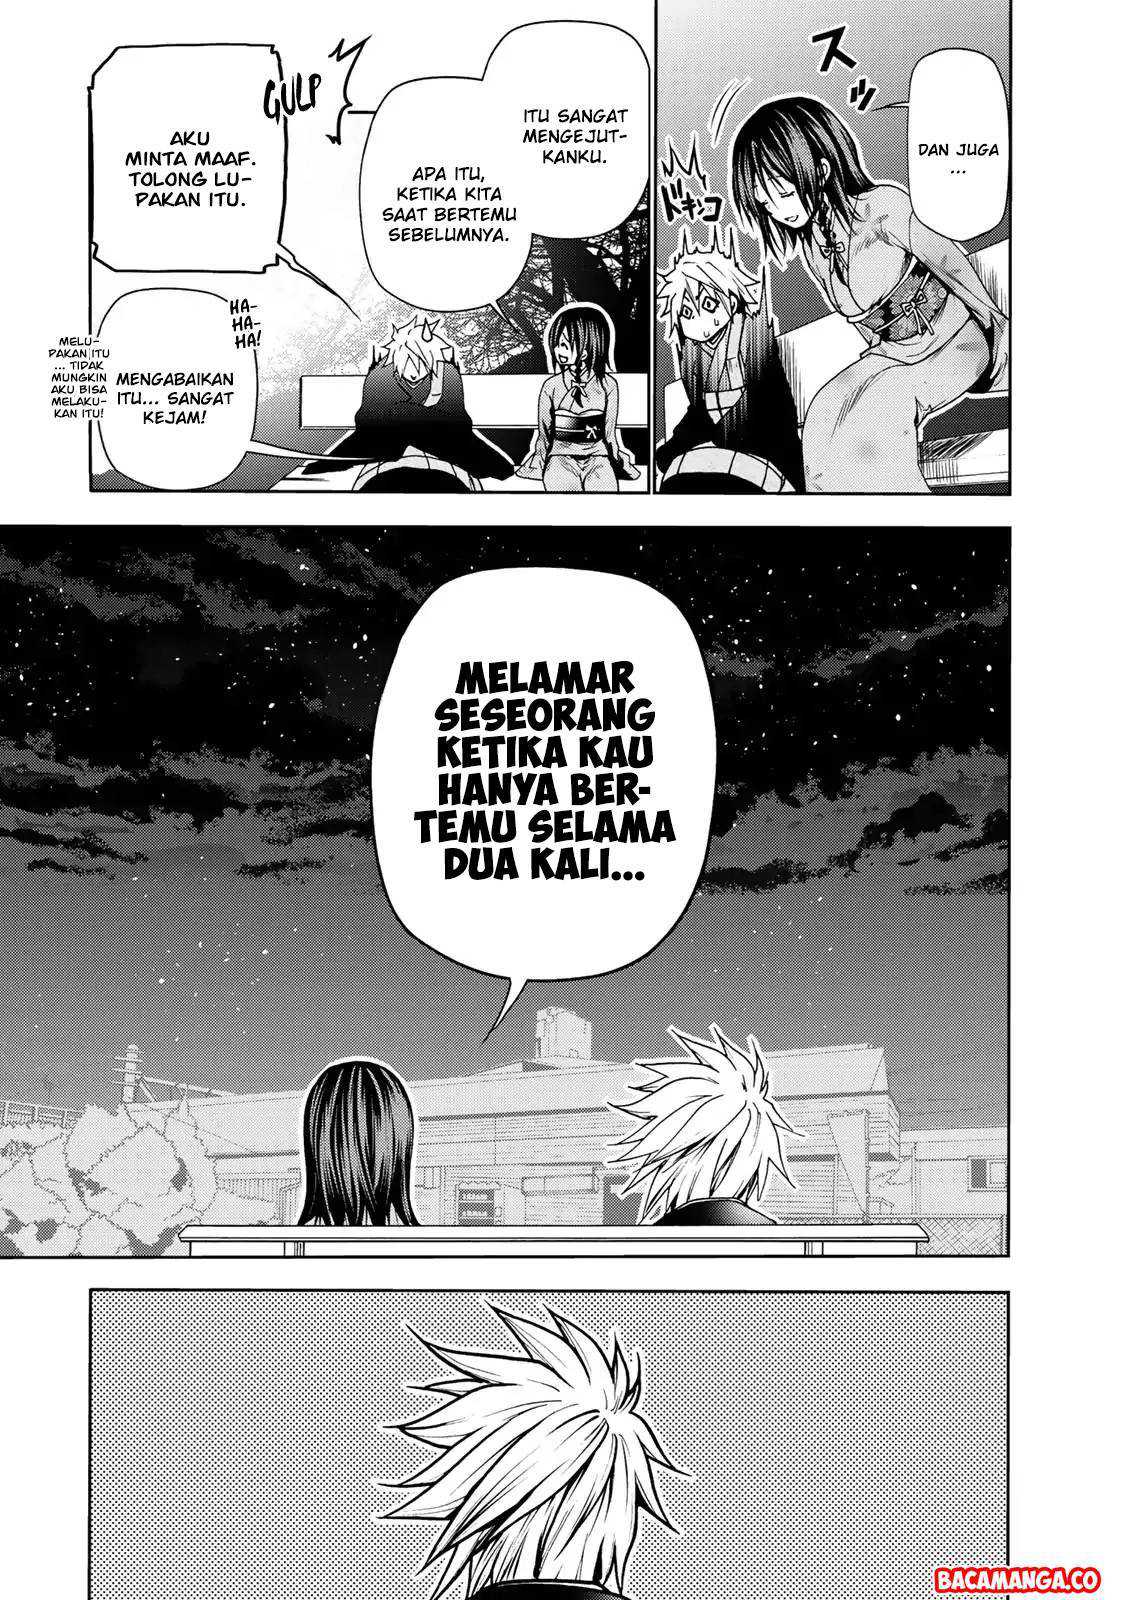 ス
ッ
DAN JUGA
...
ドキンコ
ITU SANGAT
MENGEJUT-
KANKU.
APA ITU,
KETIKA KITA
SAAT BERTEMU
SEBELUMNYA.
GULP
AKU
MINTA MAAF.
TOLONG LU-
PAKAN ITU.
HA-
HA-
HA!
MENGABAIKAN
ITU... SANGAT
KEJAM!
MELU-
PAKAN ITU
... TIDAK
MUNGKIN
AKU BISA
MELAKU-
KAN ITU!
MELAMAR
SESEORANG
KETIKA KAU
HANYA BER-
TEMU SELAMA
DUA KALI...
BACAMANGA.CO